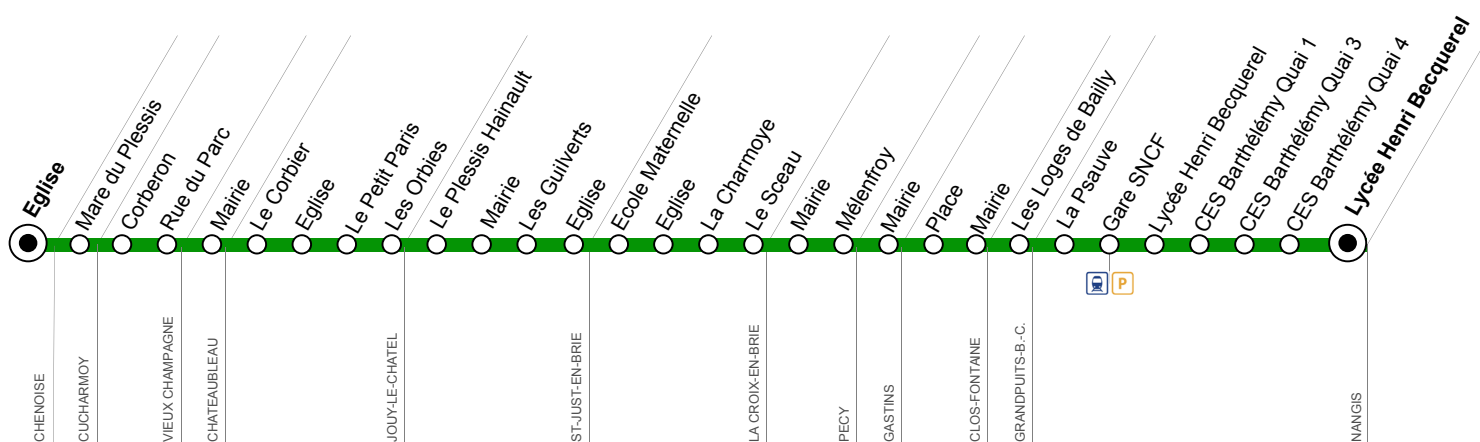 Eglise
Mare du Plessis
Corberon
Rue du Parc
Mairie
Le Corbier
Eglise
Le Petit Paris
Les Orbies
Le Plessis Hainault
Mairie
Les Guilverts
Eglise
Ecole Maternelle
Eglise
La Charmoye
Le Sceau
Mairie
Mélenfroy
Mairie
Place
Mairie
Les Loges de Bailly
La Psauve
Gare SNCF
Lycée Henri Becquerel
CES Barthélémy Quai 1
CES Barthélémy Quai 3
CES Barthélémy Quai 4
Lycée Henri Becquerel
P
CHENOISE
CUCHARMOY
VIEUX CHAMPAGNE
CHATEAUBLEAU
JOUY-LE-CHATEL
ST-JUST-EN-BRIE
LA CROIX-EN-BRIE
PECY
GASTINS
CLOS-FONTAINE
GRANDPUITS-B.-C.
NANGIS